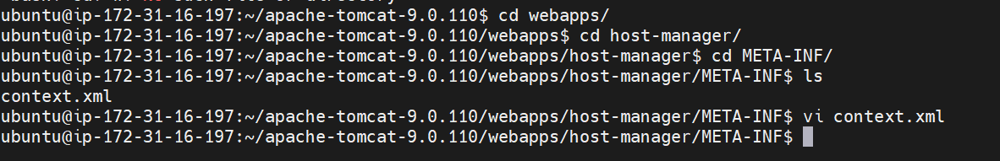 ubuntu@ip-172-31-16-197:~/apache-tomcat-9.0.110$ cd webapps/
ubuntu@ip-172-31-16-197:~/apache-tomcat-9.0.110/webapps$ cd host-manager/
ubuntu@ip-172-31-16-197:~/apache-tomcat-9.0.110/webapps/host-manager$ cd META-INF/
ubuntu@ip-172-31-16-197:~/apache-tomcat-9.0.110/webapps/host-manager/META-INF$ ls
context.xml
ubuntu@ip-172-31-16-197:~/apache-tomcat-9.0.110/webapps/host-manager/META-INF$ vi context.xml
ubuntu@ip-172-31-16-197:~/apache-tomcat-9.0.110/webapps/host-manager/META-INF$